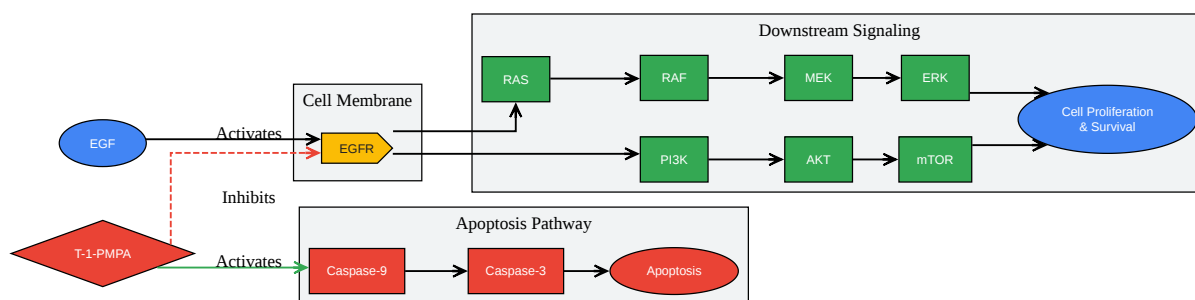 Downstream Signaling
RAS
RAF
MEK
ERK
Cell Membrane
Cell Proliferation
& Survival
EGF
Activates
EGFR
PI3K
AKT
mTOR
Inhibits
Apoptosis Pathway
T-1-PMPA
Activates
Caspase-9
Caspase-3
Apoptosis